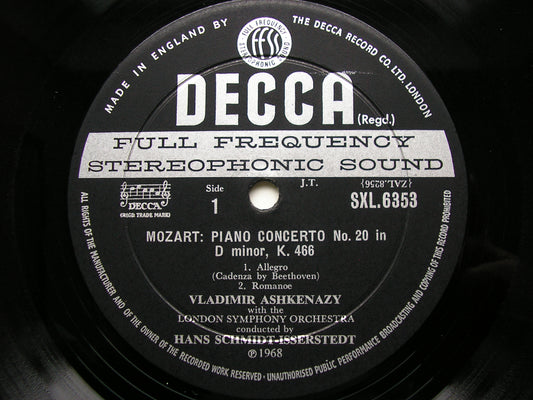 MADE IN ENGLAND BY
THE DECCA RECORD CO. LTD. LONDON
FULL FREQUENCY
FFSS
STEREOPHONIC SOUND
DECCA
(Regd.)
FULL FREQUENCY
STEREOPHONIC SOUND
DECCA
(REGD TRADE MARK)
Side
1
J.T.
{ZAL.8256}
SXL.6353
MOZART: PIANO CONCERTO No. 20 in
D minor, K. 466
1. Allegro
(Cadenza by Beethoven)
2. Romanoe
VLADIMIR ASHKENAZY
with the
LONDON SYMPHONY ORCHESTRA
conducted by
HANS SCHMIDT-ISSERSTEDT
℗1968
ALL RIGHTS OF THE MANUFACTURER AND OF THE OWNER OF THE RECORDED WORK RESERVED · UNAUTHORISED PUBLIC PERFORMANCE BROADCASTING AND COPYING OF THIS RECORD PROHIBITED